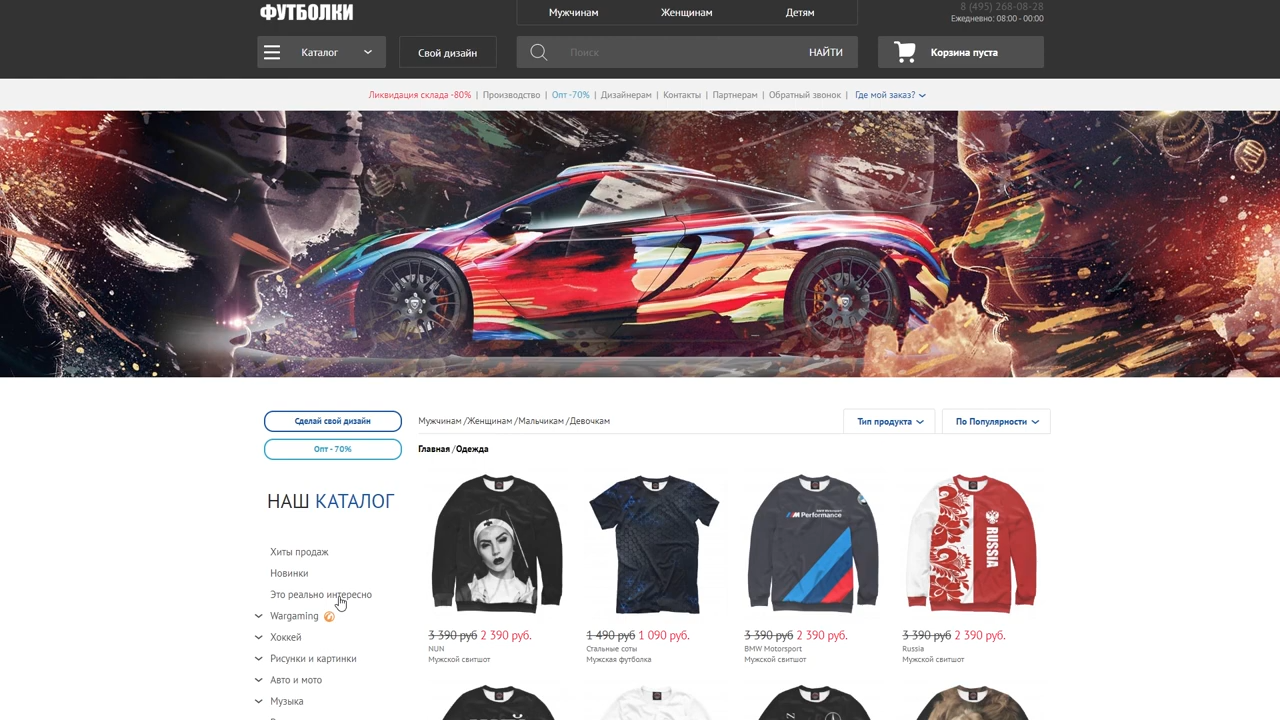 ФУТБОЛКИ
Мужчинам Женщинам Детям
8 (495) 268-08-28
Ежедневно: 08:00 - 00:00
Каталог
Свой дизайн
Поиск
НАЙТИ
Корзина пуста
Ликвидация склада -80% | Производство | Опт -70% | Дизайнерам | Контакты | Партнерам | Обратный звонок | Где мой заказ?
Сделай свой дизайн
Мужчинам /Женщинам /Мальчикам /Девочкам
Тип продукта
По Популярности
Опт - 70%
Главная /Одежда
НАШ КАТАЛОГ
Хиты продаж
Новинки
Это реально интересно
Wargaming
Хоккей
Рисунки и картинки
Авто и мото
Музыка
M Performance
RUSSIA
3 390 руб 2 390 руб.
NUN
Мужской свитшот
1 490 руб 1 090 руб.
Стальные соты
Мужская футболка
3 390 руб 2 390 руб.
BMW Motorsport
Мужской свитшот
3 390 руб 2 390 руб.
Russia
Мужской свитшот